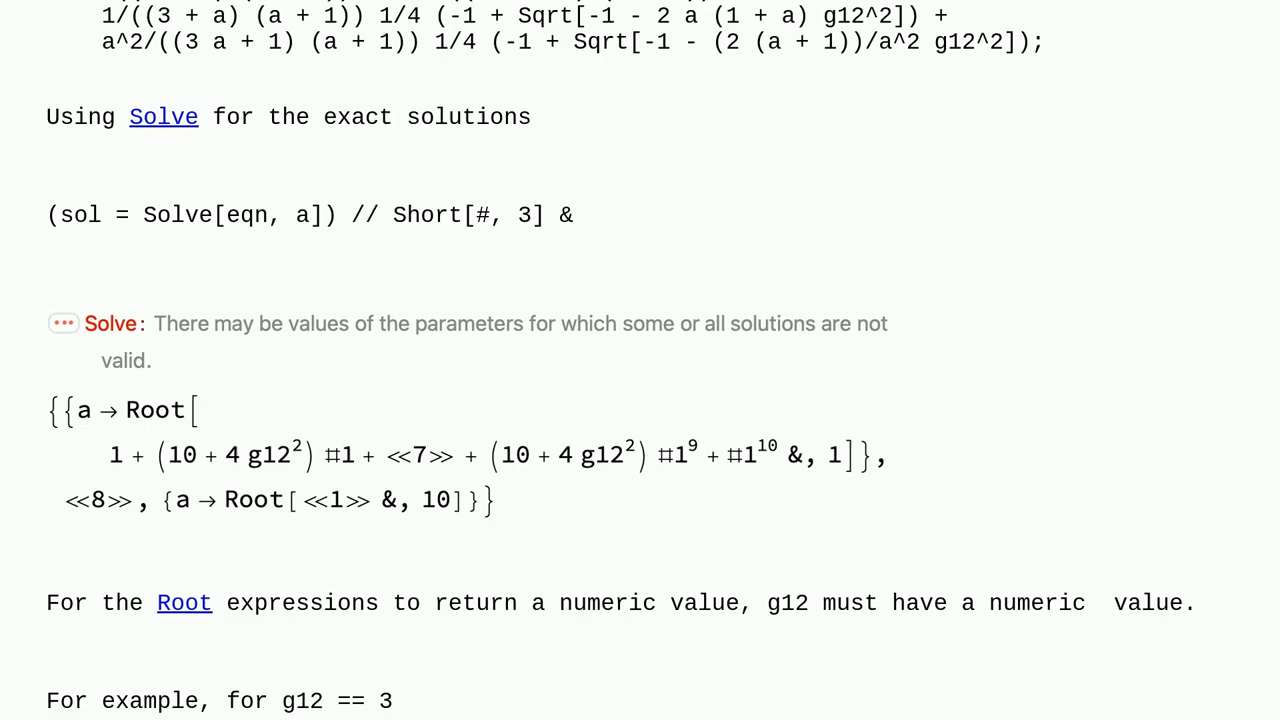 1/((3 + a) (a + 1)) 1/4 (-1 + Sqrt[-1 - 2 a (1 + a) g12^2]) +
a^2/((3 a + 1) (a + 1)) 1/4 (-1 + Sqrt[-1 - (2 (a + 1))/a^2 g12^2]);
Using Solve for the exact solutions
(sol = Solve[eqn, a]) // Short[#, 3] &
Solve: There may be values of the parameters for which some or all solutions are not
valid.
{{a → Root[
1 + (10 + 4 g12²) ♯1 + ≪7≫ + (10 + 4 g12²) ♯1⁹ + ♯1¹⁰ &, 1]},
≪8≫, {a → Root[≪1≫ &, 10]}}
For the Root expressions to return a numeric value, g12 must have a numeric  value.
For example, for g12 == 3